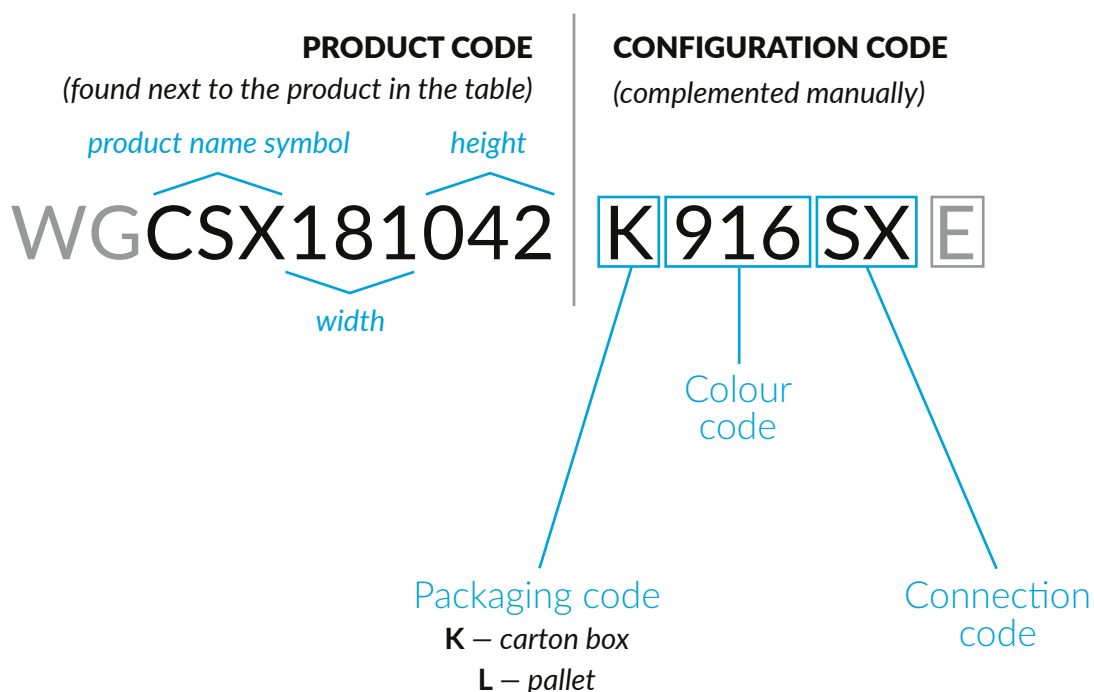 PRODUCT CODE
(found next to the product in the table)
CONFIGURATION CODE
(complemented manually)
product name symbol
height
WGCSX181042 K 916 SX E
width
Colour
code
Packaging code
K – carton box
L – pallet
Connection
code